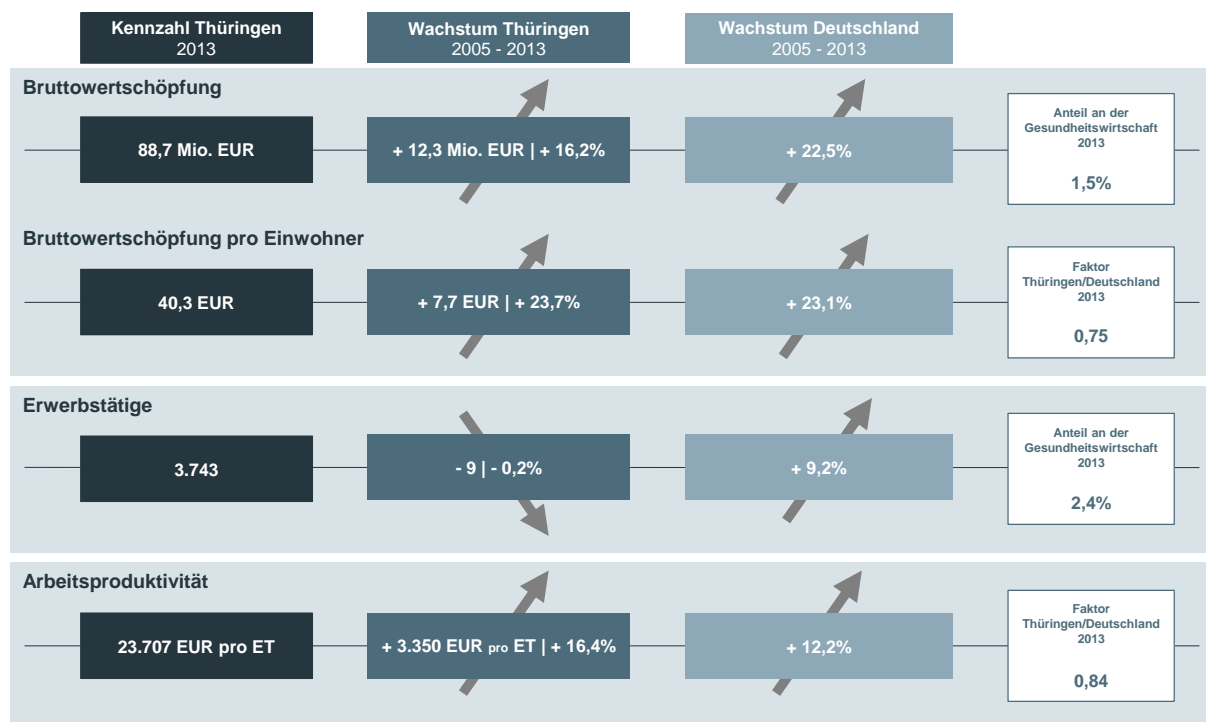 Kennzahl Thüringen
2013
Wachstum Thüringen
2005 - 2013
Wachstum Deutschland
2005 - 2013
Bruttowertschöpfung
88,7 Mio. EUR
+ 12,3 Mio. EUR | + 16,2%
+ 22,5%
Anteil an der
Gesundheitswirtschaft
2013
1,5%
Bruttowertschöpfung pro Einwohner
40,3 EUR
+ 7,7 EUR | + 23,7%
+ 23,1%
Faktor
Thüringen/Deutschland
2013
0,75
Erwerbstätige
3.743
- 9 | - 0,2%
+ 9,2%
Anteil an der
Gesundheitswirtschaft
2013
2,4%
Arbeitsproduktivität
23.707 EUR pro ET
+ 3.350 EUR pro ET | + 16,4%
+ 12,2%
Faktor
Thüringen/Deutschland
2013
0,84